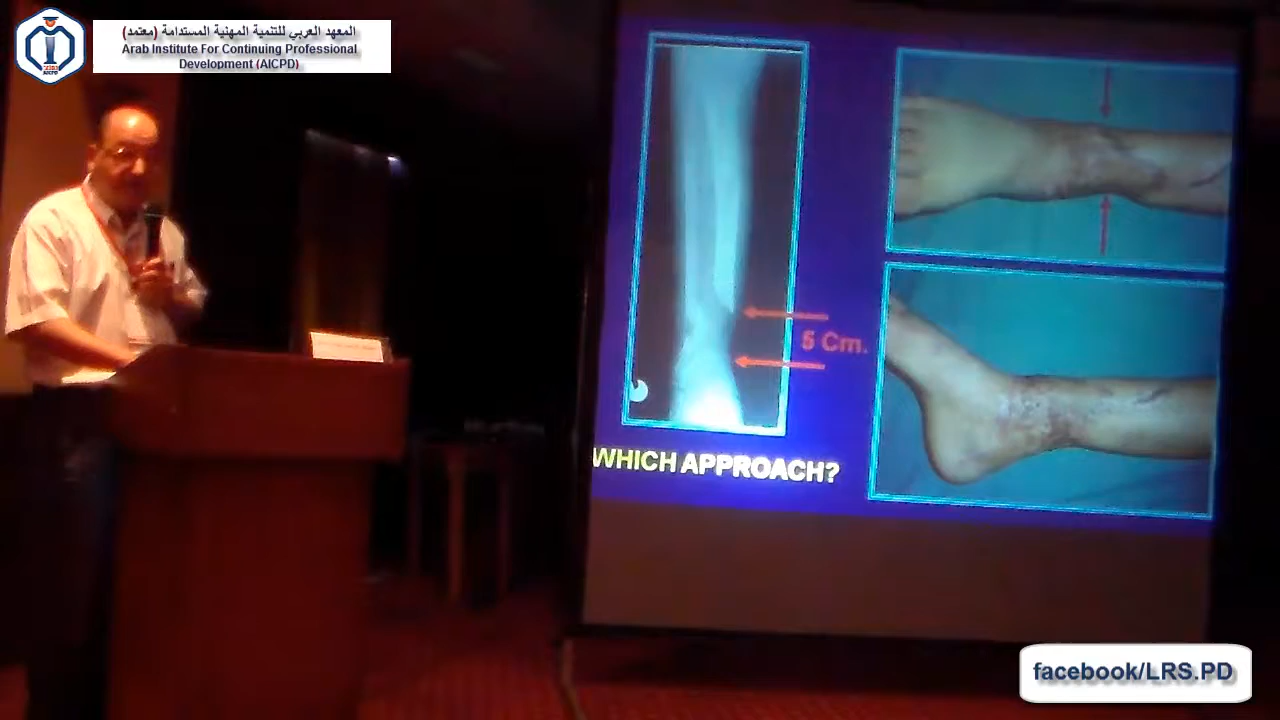 المعهد العربي للتنمية المهنية المستدامة (معتمد)
Arab Institute For Continuing Professional
Development (AICPD)
AICPD
5 Cm.
WHICH APPROACH?
facebook/LRS.PD